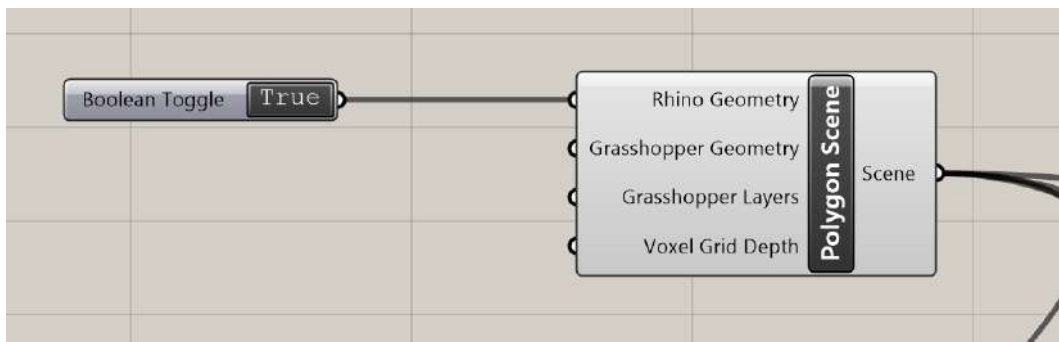 Boolean Toggle True
Rhino Geometry
Grasshopper Geometry
Grasshopper Layers
Voxel Grid Depth
Polygon Scene
Scene